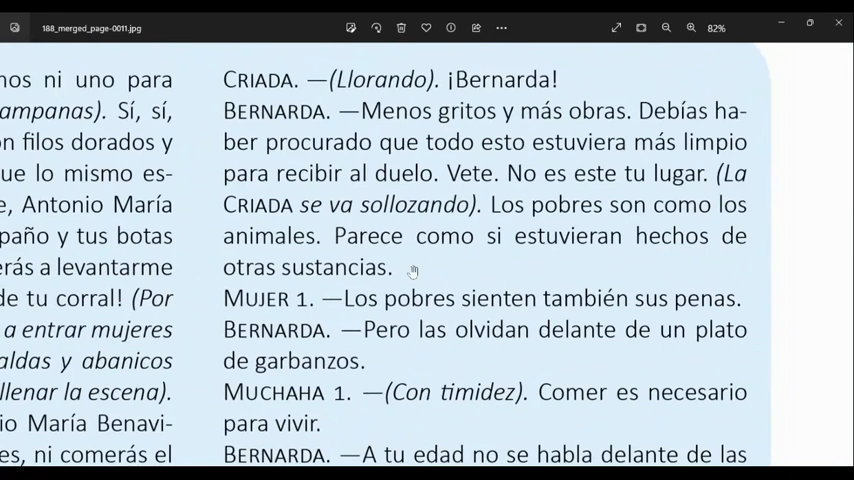 188_merged_page-0011.jpg
82%
nos ni uno para
ampanas). Sí, sí,
n filos dorados y
ue lo mismo es-
e, Antonio María
paño y tus botas
erás a levantarme
de tu corral! (Por
a entrar mujeres
aldas y abanicos
llenar la escena).
io María Benavi-
es, ni comerás el
CRIADA. —(Llorando). ¡Bernarda!
BERNARDA. —Menos gritos y más obras. Debías ha-
ber procurado que todo esto estuviera más limpio
para recibir al duelo. Vete. No es este tu lugar. (La
CRIADA se va sollozando). Los pobres son como los
animales. Parece como si estuvieran hechos de
otras sustancias.
MUJER 1. —Los pobres sienten también sus penas.
BERNARDA. —Pero las olvidan delante de un plato
de garbanzos.
MUCHAHA 1. —(Con timidez). Comer es necesario
para vivir.
BERNARDA. —A tu edad no se habla delante de las